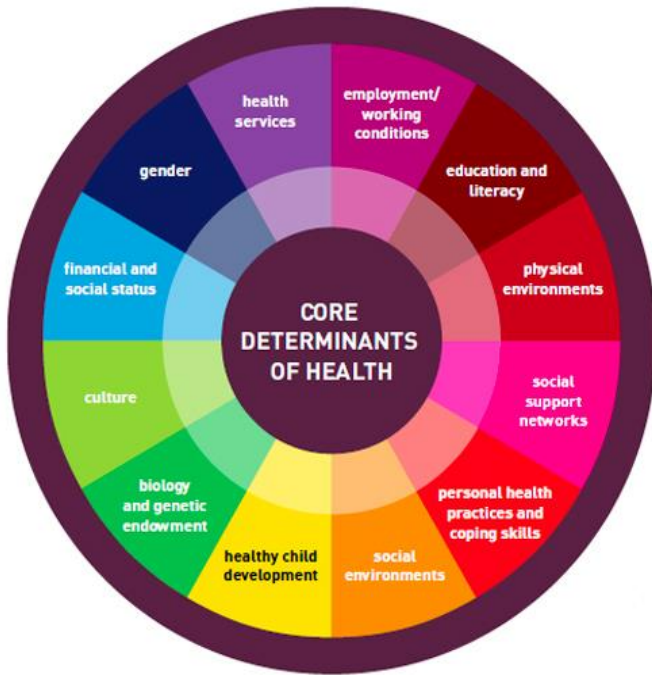 CORE
DETERMINANTS
OF HEALTH
health
services
employment/
working
conditions
education and
literacy
physical
environments
social
support
networks
personal health
practices and
coping skills
social
environments
healthy child
development
biology
and genetic
endowment
culture
financial and
social status
gender